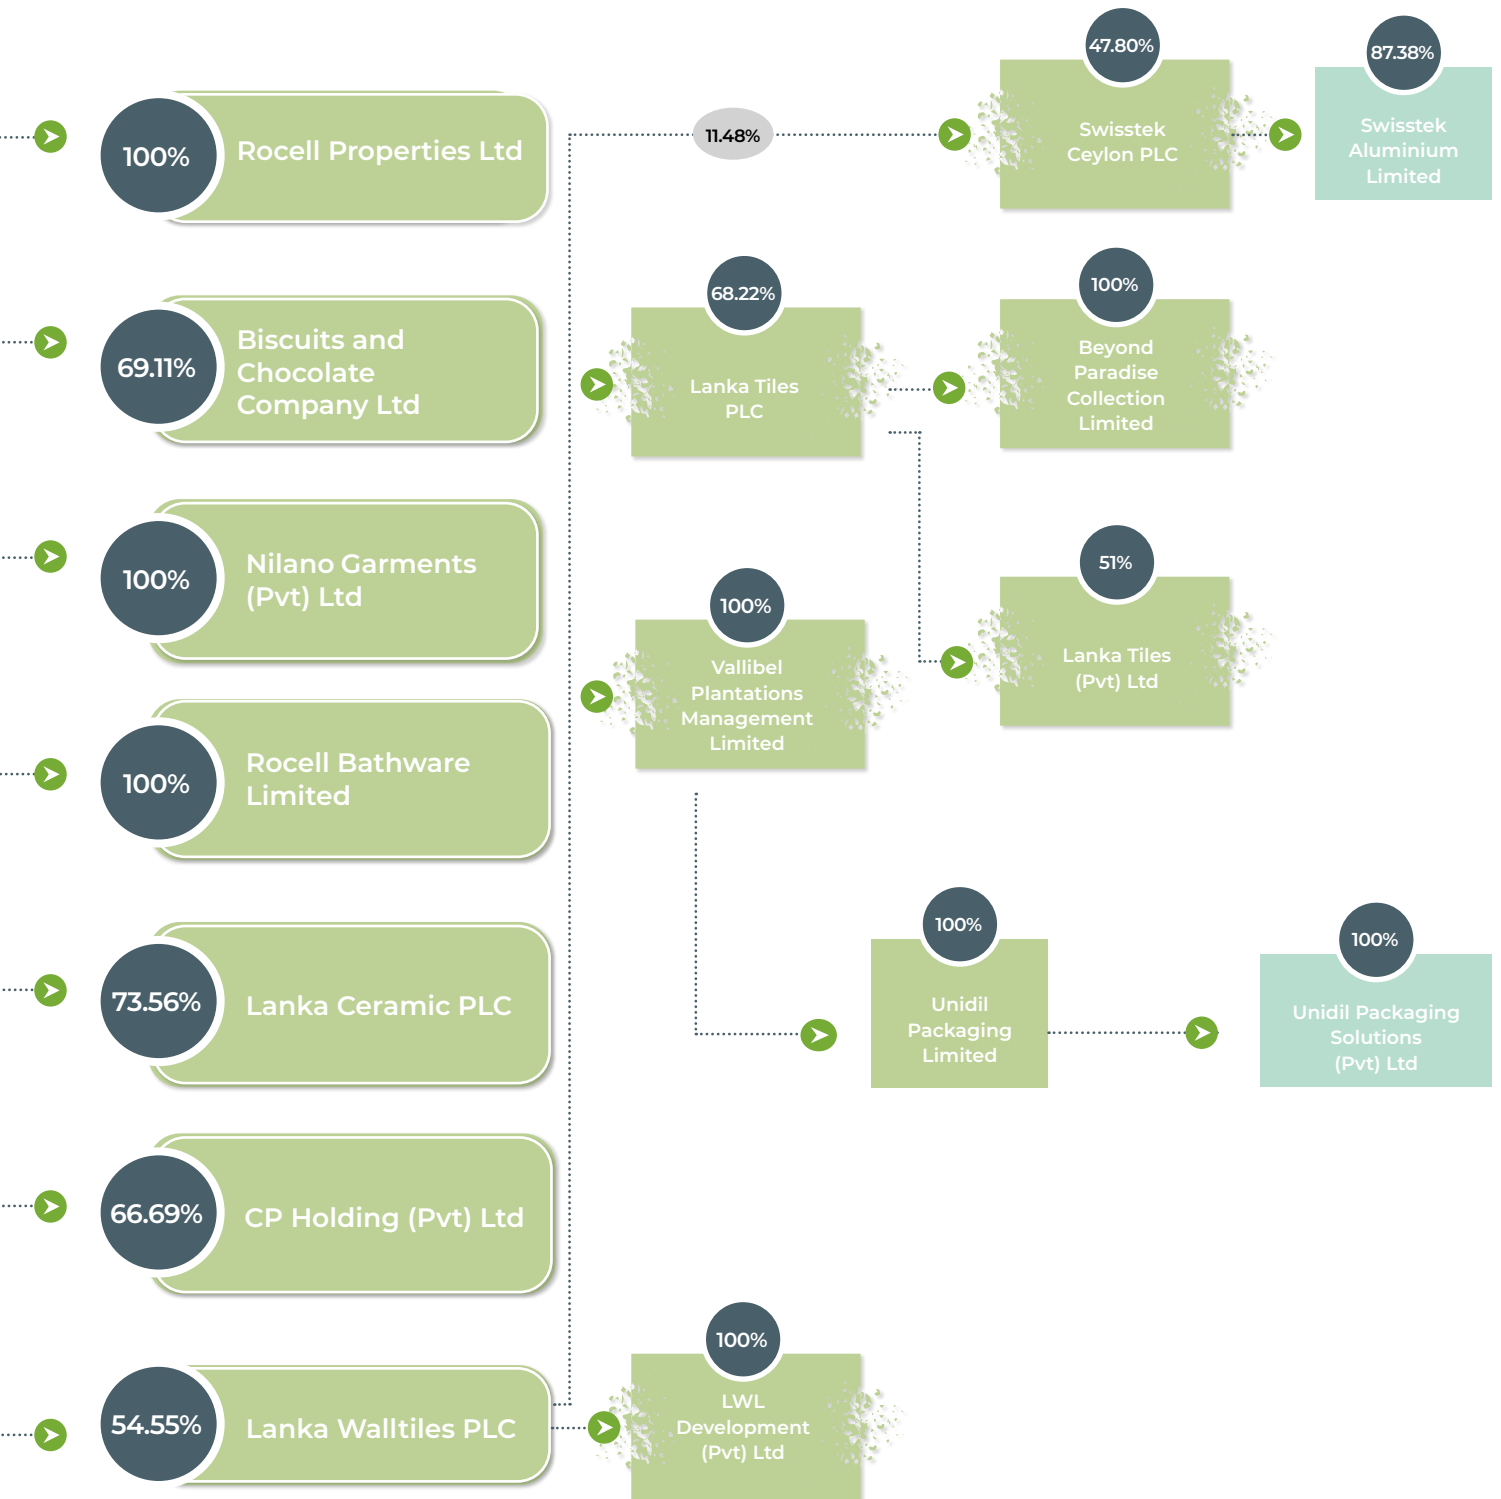 100%
Rocell Properties Ltd
69.11%
Biscuits and
Chocolate
Company Ltd
100%
Nilano Garments
(Pvt) Ltd
100%
Rocell Bathware
Limited
73.56%
Lanka Ceramic PLC
66.69%
CP Holding (Pvt) Ltd
54.55%
Lanka Walltiles PLC
11.48%
47.80%
Swisstek
Ceylon PLC
87.38%
Swisstek
Aluminium
Limited
68.22%
Lanka Tiles
PLC
100%
Beyond
Paradise
Collection
Limited
51%
Lanka Tiles
(Pvt) Ltd
100%
Vallibel
Plantations
Management
Limited
100%
Unidil
Packaging
Limited
100%
Unidil Packaging
Solutions
(Pvt) Ltd
100%
LWL
Development
(Pvt) Ltd